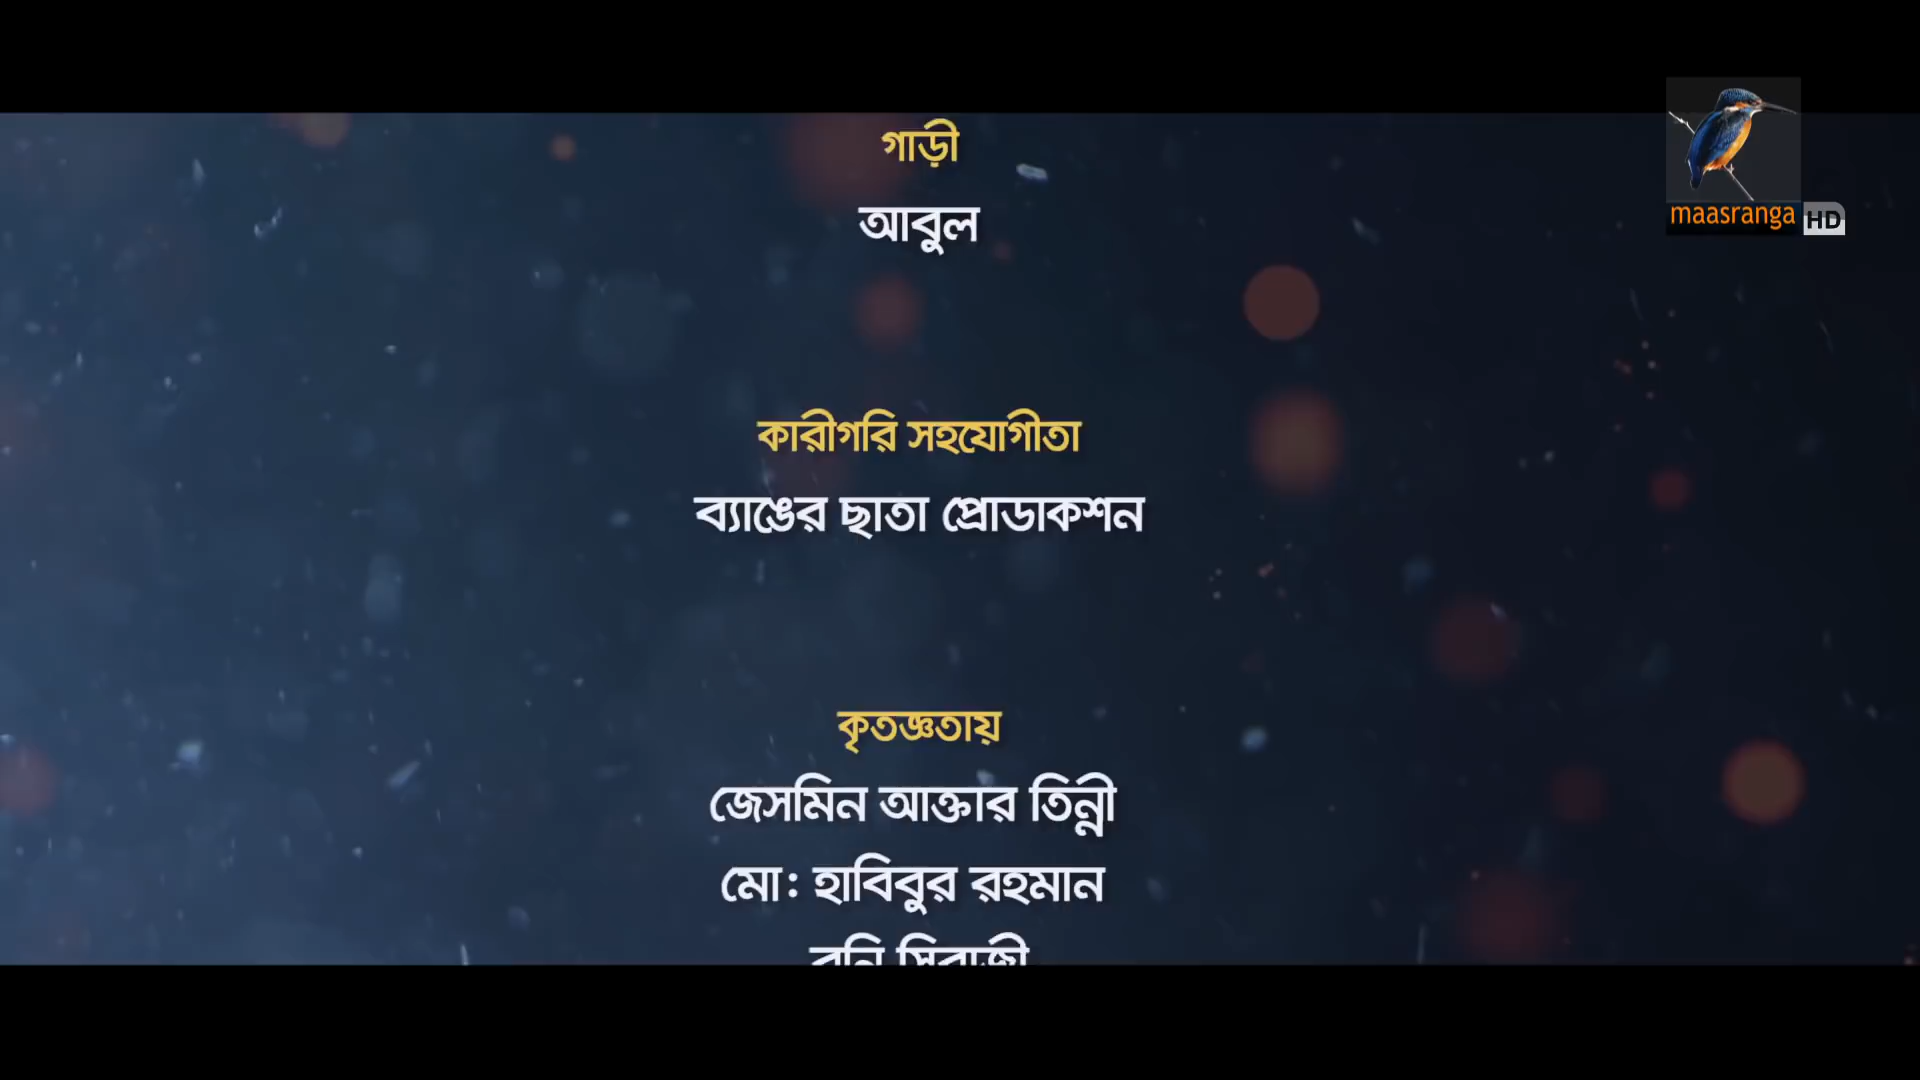 গাড়ী
আবুল
maasranga HD
কারীগরি সহযোগীতা
ব্যাঙের ছাতা প্রোডাকশন
কৃতজ্ঞতায়
জেসমিন আক্তার তিন্নী
মো: হাবিবুর রহমান